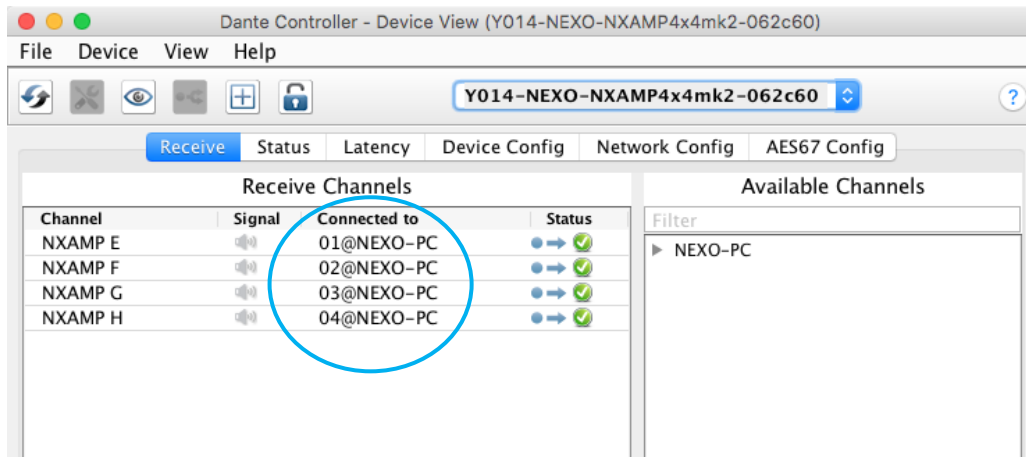 Dante Controller - Device View (Y014-NEXO-NXAMP4x4mk2-062c60)
File Device View Help
Y014-NEXO-NXAMP4x4mk2-062c60 ?
Receive Status Latency Device Config Network Config AES67 Config
Receive Channels Available Channels
Channel Signal Connected to Status Filter
NXAMP E 01@NEXO-PC NEXO-PC
NXAMP F 02@NEXO-PC
NXAMP G 03@NEXO-PC
NXAMP H 04@NEXO-PC